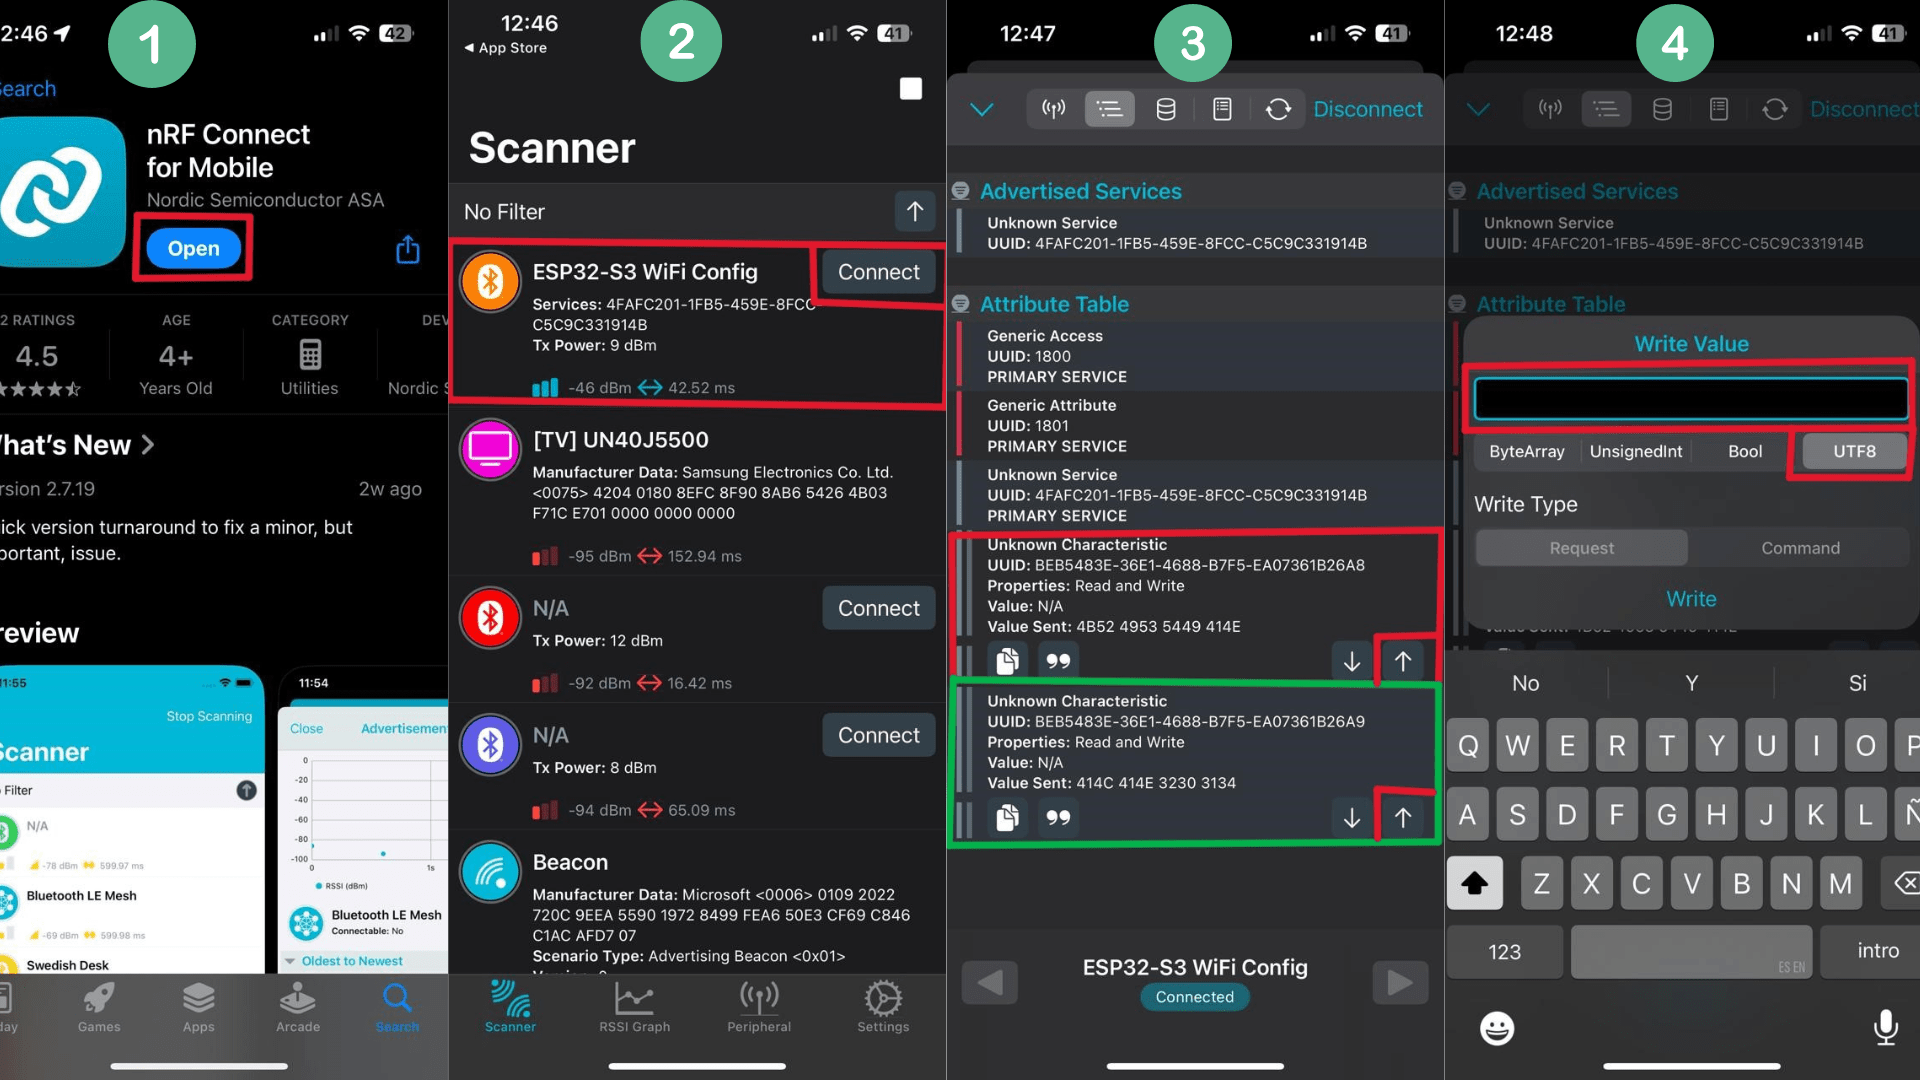 1
2:46
42
Search
nRF Connect
for Mobile
Nordic Semiconductor ASA
Open
2 RATINGS
4.5
AGE
4+
Years Old
CATEGORY
Utilities
DEV
Nordic S
hat's New
rsion 2.7.19
2w ago
ick version turnaround to fix a minor, but
portant, issue.
review
11:55
Stop Scanning
Scanner
Filter
N/A
-78 dBm
599.97 ms
Bluetooth LE Mesh
-69 dBm
599.98 ms
Swedish Desk
11:54
Close
Advertisemen
0
-20
-40
-60
-80
-100
0
1s
RSSI (dBm)
Bluetooth LE Mesh
Connectable: No
Oldest to Newest
day
Games
Apps
Arcade
Search
2
12:46
App Store
41
Scanner
No Filter
ESP32-S3 WiFi Config
Connect
Services: 4FAFC201-1FB5-459E-8FCC-
C5C9C331914B
Tx Power: 9 dBm
-46 dBm
42.52 ms
[TV] UN40J5500
Manufacturer Data: Samsung Electronics Co. Ltd.
<0075> 4204 0180 8EFC 8F90 8AB6 5426 4B03
F71C E701 0000 0000 0000
-95 dBm
152.94 ms
N/A
Connect
Tx Power: 12 dBm
-92 dBm
16.42 ms
N/A
Connect
Tx Power: 8 dBm
-94 dBm
65.09 ms
Beacon
Manufacturer Data: Microsoft <0006> 0109 2022
720C 9EEA 5590 1972 8499 FEA6 50E3 CF69 C846
C1AC AFD7 07
Scenario Type: Advertising Beacon <0x01>
Scanner
RSSI Graph
Peripheral
Settings
3
12:47
41
Disconnect
Advertised Services
Unknown Service
UUID: 4FAFC201-1FB5-459E-8FCC-C5C9C331914B
Attribute Table
Generic Access
UUID: 1800
PRIMARY SERVICE
Generic Attribute
UUID: 1801
PRIMARY SERVICE
Unknown Service
UUID: 4FAFC201-1FB5-459E-8FCC-C5C9C331914B
PRIMARY SERVICE
Unknown Characteristic
UUID: BEB5483E-36E1-4688-B7F5-EA07361B26A8
Properties: Read and Write
Value: N/A
Value Sent: 4B52 4953 5449 414E
Unknown Characteristic
UUID: BEB5483E-36E1-4688-B7F5-EA07361B26A9
Properties: Read and Write
Value: N/A
Value Sent: 414C 414E 3230 3134
ESP32-S3 WiFi Config
Connected
4
12:48
41
Disconnect
Advertised Services
Unknown Service
UUID: 4FAFC201-1FB5-459E-8FCC-C5C9C331914B
Attribute Table
Write Value
ByteArray
UnsignedInt
Bool
UTF8
Write Type
Request
Command
Write
No
Y
Si
Q W E R T Y U I O P
A S D F G H J K L Ñ
Z X C V B N M
123
ES EN
intro